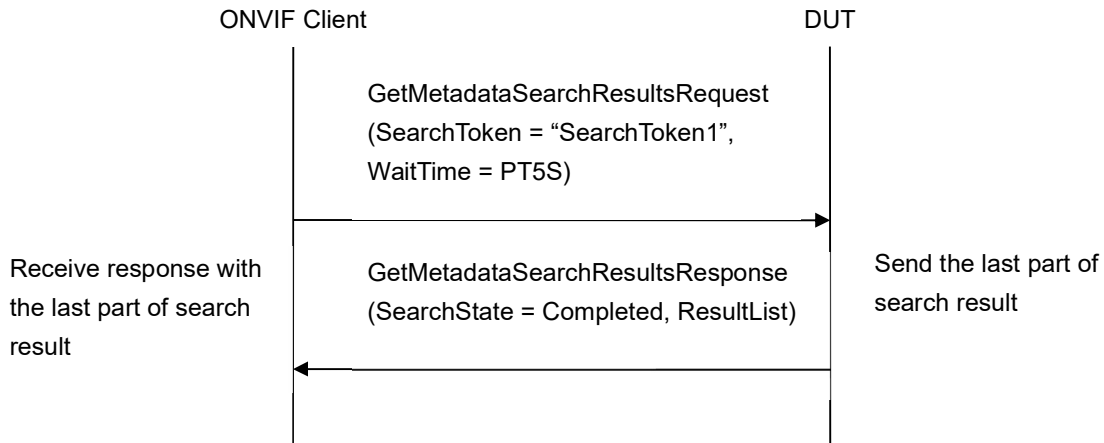 ONVIF Client
DUT
GetMetadataSearchResultsRequest
(SearchToken = “SearchToken1”,
WaitTime = PT5S)
Receive response with
the last part of search
result
GetMetadataSearchResultsResponse
(SearchState = Completed, ResultList)
Send the last part of
search result